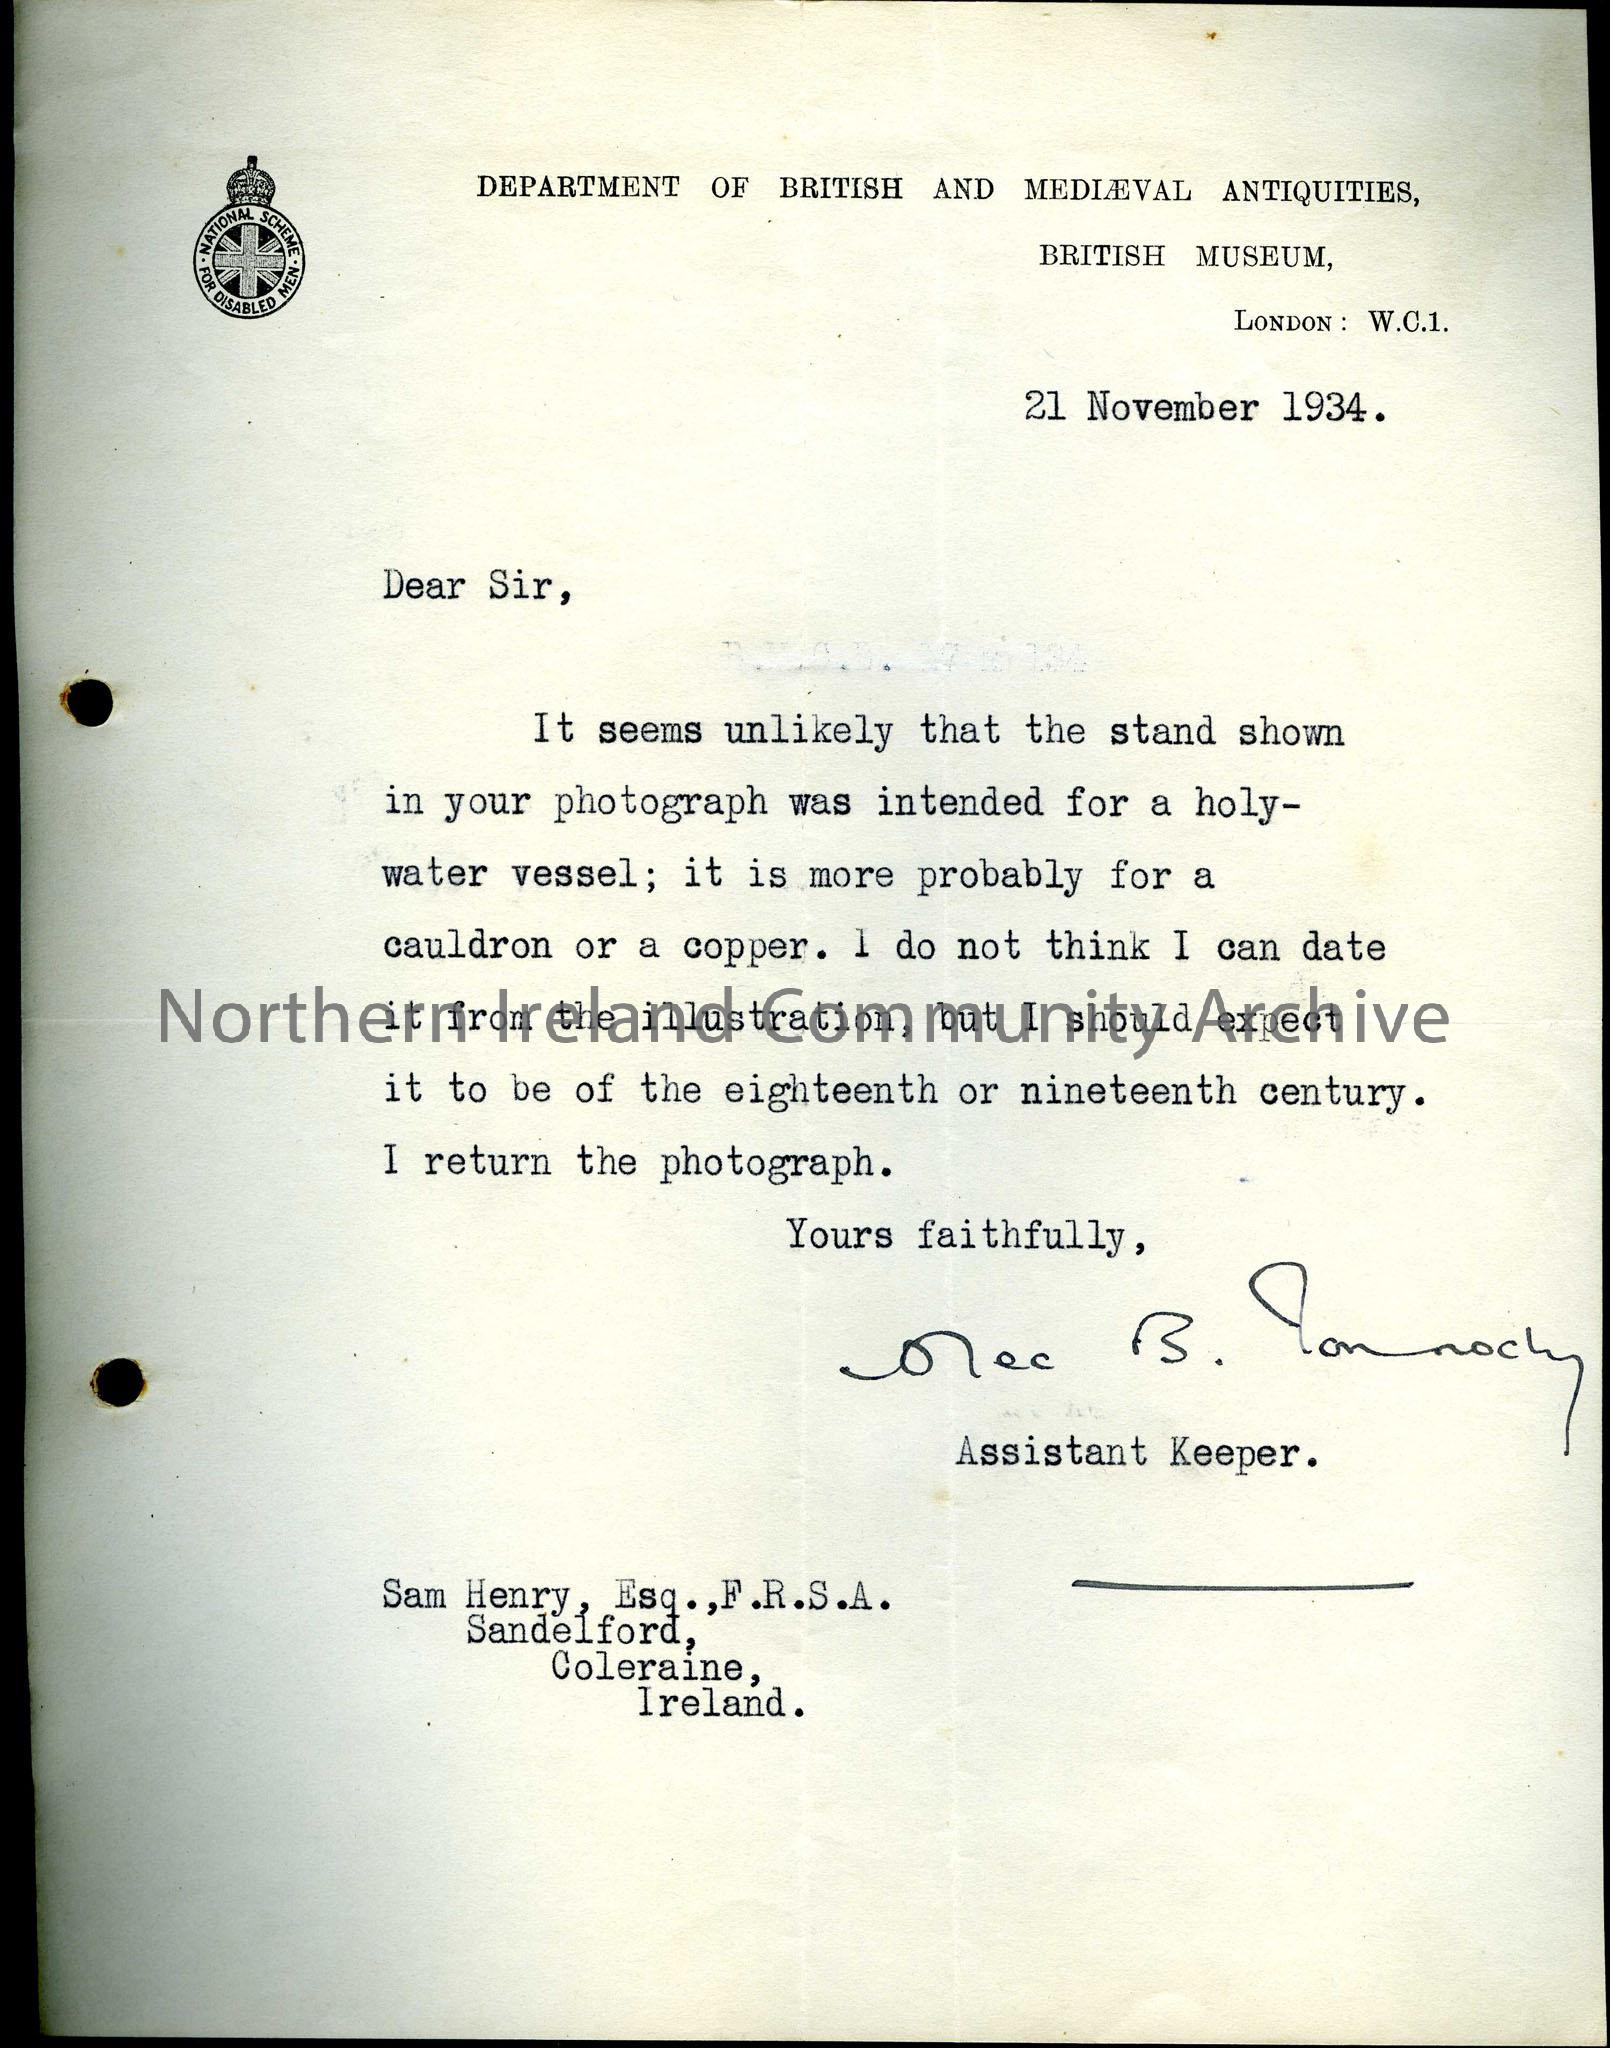 NATIONAL SCHEME
FOR DISABLED MEN
DEPARTMENT OF BRITISH AND MEDIÆVAL ANTIQUITIES,
BRITISH MUSEUM,
LONDON: W.C.1.
21 November 1934.
Dear Sir,
It seems unlikely that the stand shown
in your photograph was intended for a holy-
water vessel; it is more probably for a
cauldron or a copper. I do not think I can date
it from the illustration, but I should expect
Northern Ireland Community Archive
it to be of the eighteenth or nineteenth century.
I return the photograph.
Yours faithfully,
Alec B. Tonnochy
Assistant Keeper.
Sam Henry, Esq.,F.R.S.A.
Sandelford,
Coleraine,
Ireland.